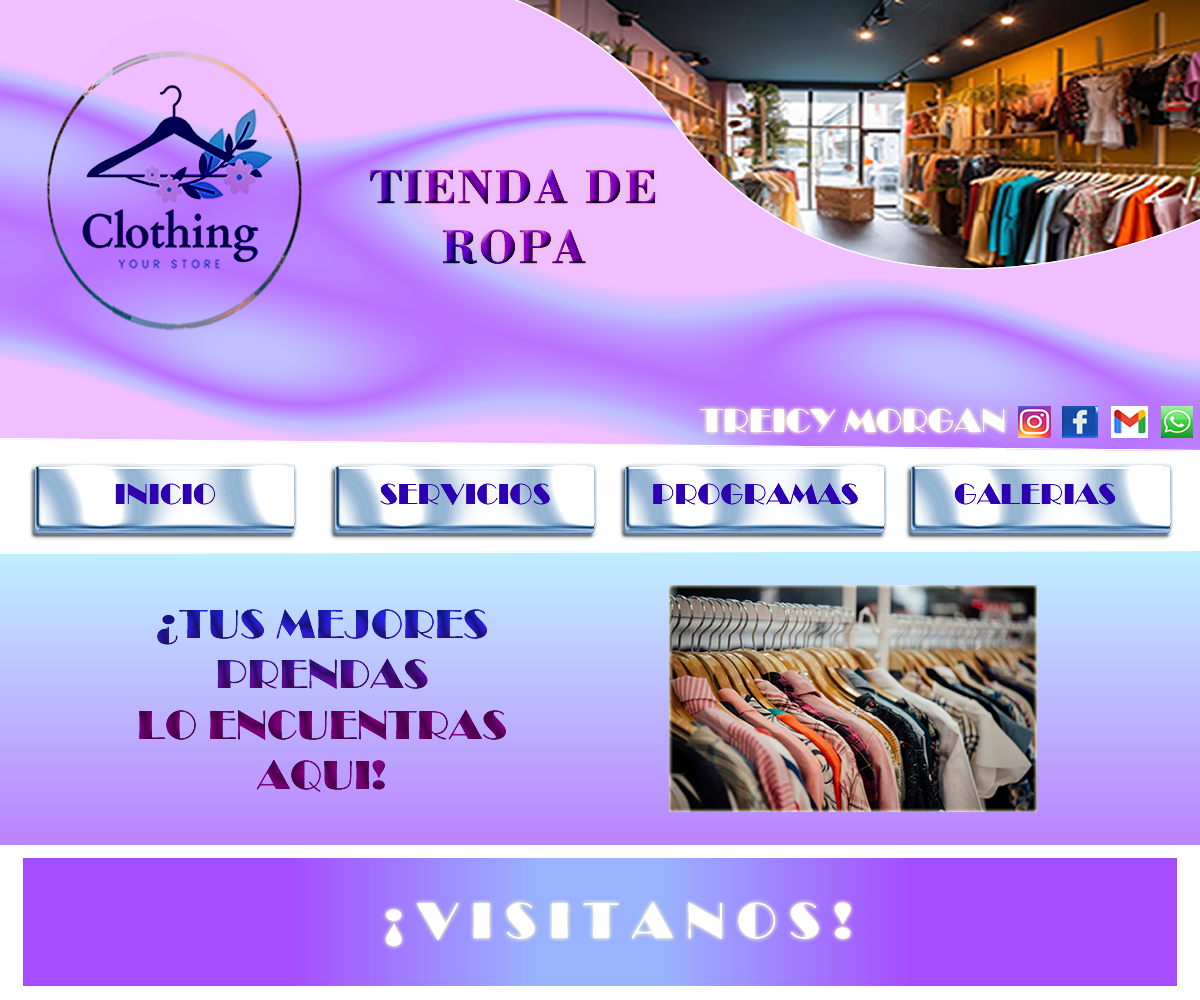 Clothing
YOUR STORE
TIENDA DE
ROPA
TREICY MORGAN
INICIO
SERVICIOS
PROGRAMAS
GALERIAS
¿TUS MEJORES
PRENDAS
LO ENCUENTRAS
AQUI!
¡VISITANOS!